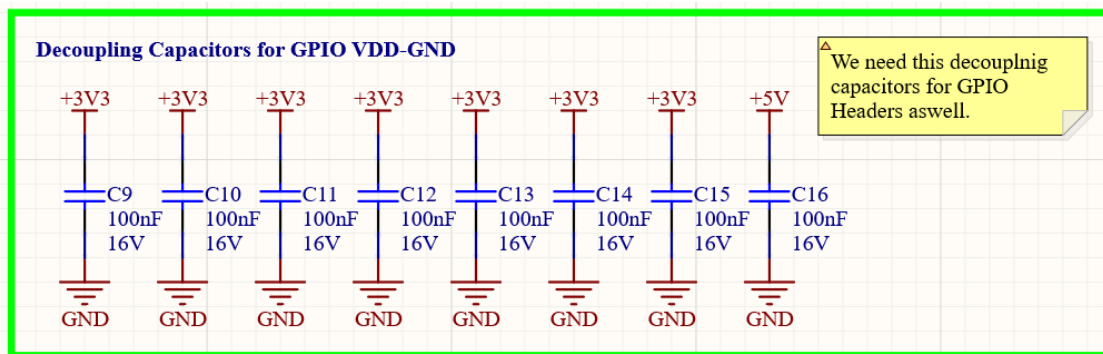 Decoupling Capacitors for GPIO VDD-GND
We need this decouplnig
capacitors for GPIO
Headers aswell.
+3V3 +3V3 +3V3 +3V3 +3V3 +3V3 +3V3 +5V
C9 C10 C11 C12 C13 C14 C15 C16
100nF 100nF 100nF 100nF 100nF 100nF 100nF 100nF
16V 16V 16V 16V 16V 16V 16V 16V
GND GND GND GND GND GND GND GND